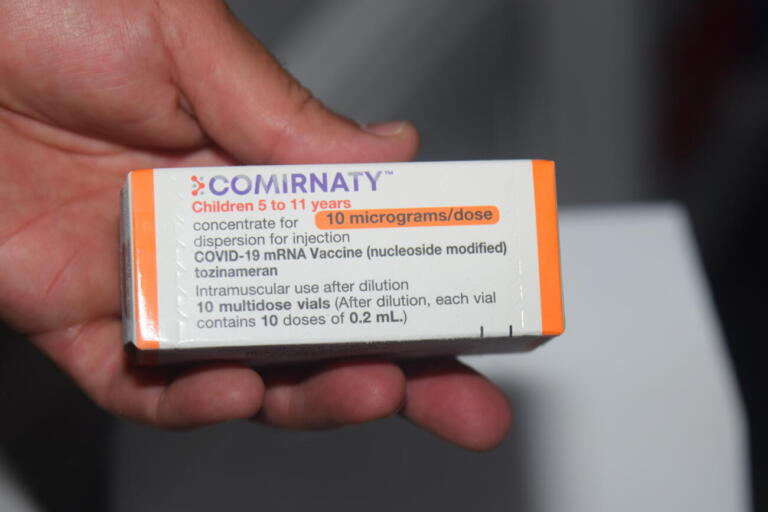 COMIRNATY™
Children 5 to 11 years
concentrate for 10 micrograms/dose
dispersion for injection
COVID-19 mRNA Vaccine (nucleoside modified)
tozinameran
Intramuscular use after dilution
10 multidose vials (After dilution, each vial
contains 10 doses of 0.2 mL.)